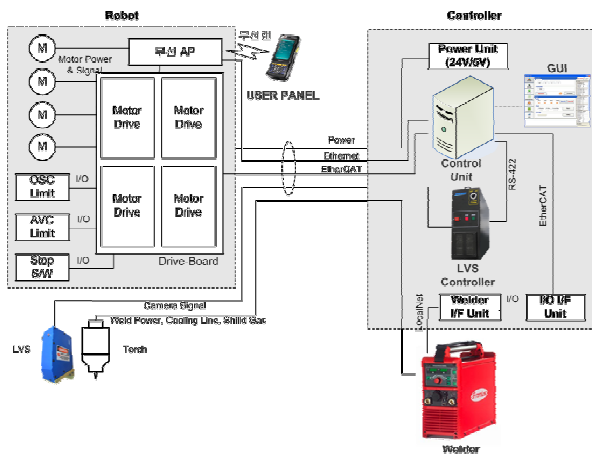 Robot
Controller
M
M
M
M
Motor Power
& Signal
무선 AP
무선 랜
USER PANEL
Motor
Drive
Motor
Drive
Motor
Drive
Motor
Drive
Drive Board
OSC
Limit
I/O
AVC
Limit
I/O
Stop
S/W
I/O
Power
Ethernet
EtherCAT
Power Unit
(24V/5V)
GUI
Control
Unit
RS-422
EtherCAT
LVS
Controller
Welder
I/F Unit
I/O
I/O I/F
Unit
LocalNet
Camera Signal
Weld Power, Cooling Line, Shilld Gas
LVS
Torch
Welder